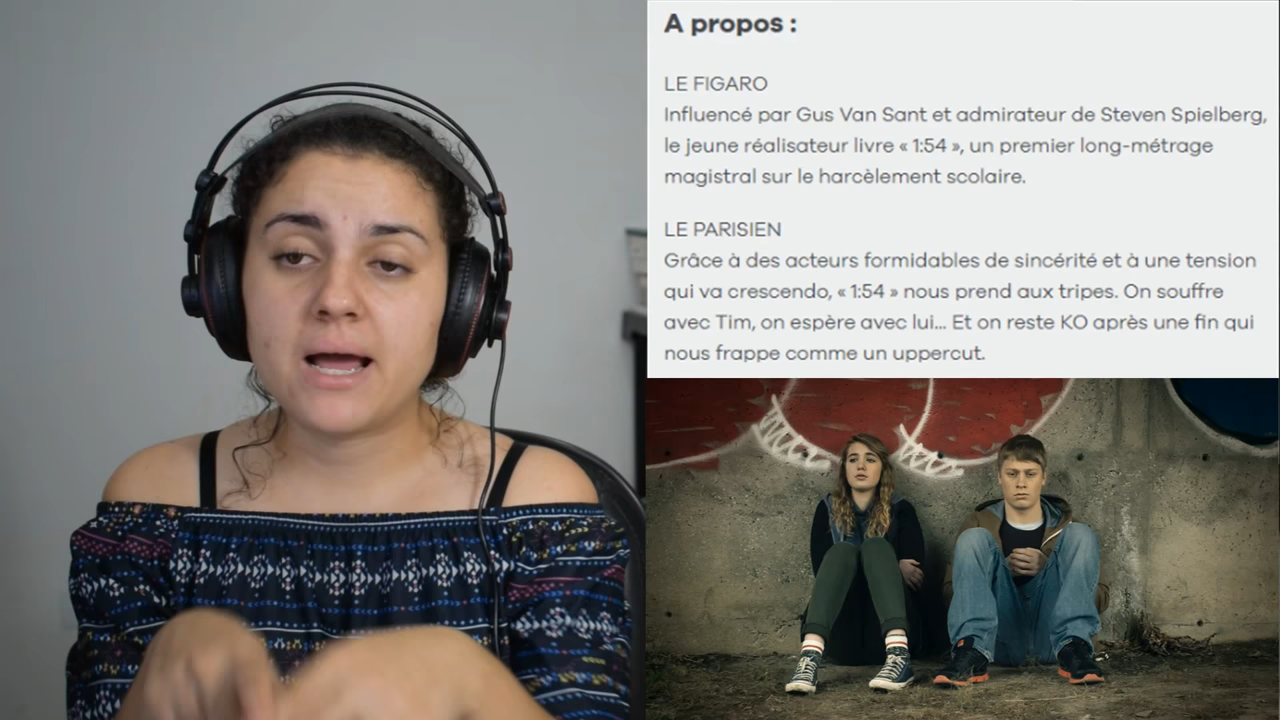 A propos :
LE FIGARO
Influencé par Gus Van Sant et admirateur de Steven Spielberg,
le jeune réalisateur livre « 1:54 », un premier long-métrage
magistral sur le harcèlement scolaire.
LE PARISIEN
Grâce à des acteurs formidables de sincérité et à une tension
qui va crescendo, « 1:54 » nous prend aux tripes. On souffre
avec Tim, on espère avec lui... Et on reste KO après une fin qui
nous frappe comme un uppercut.